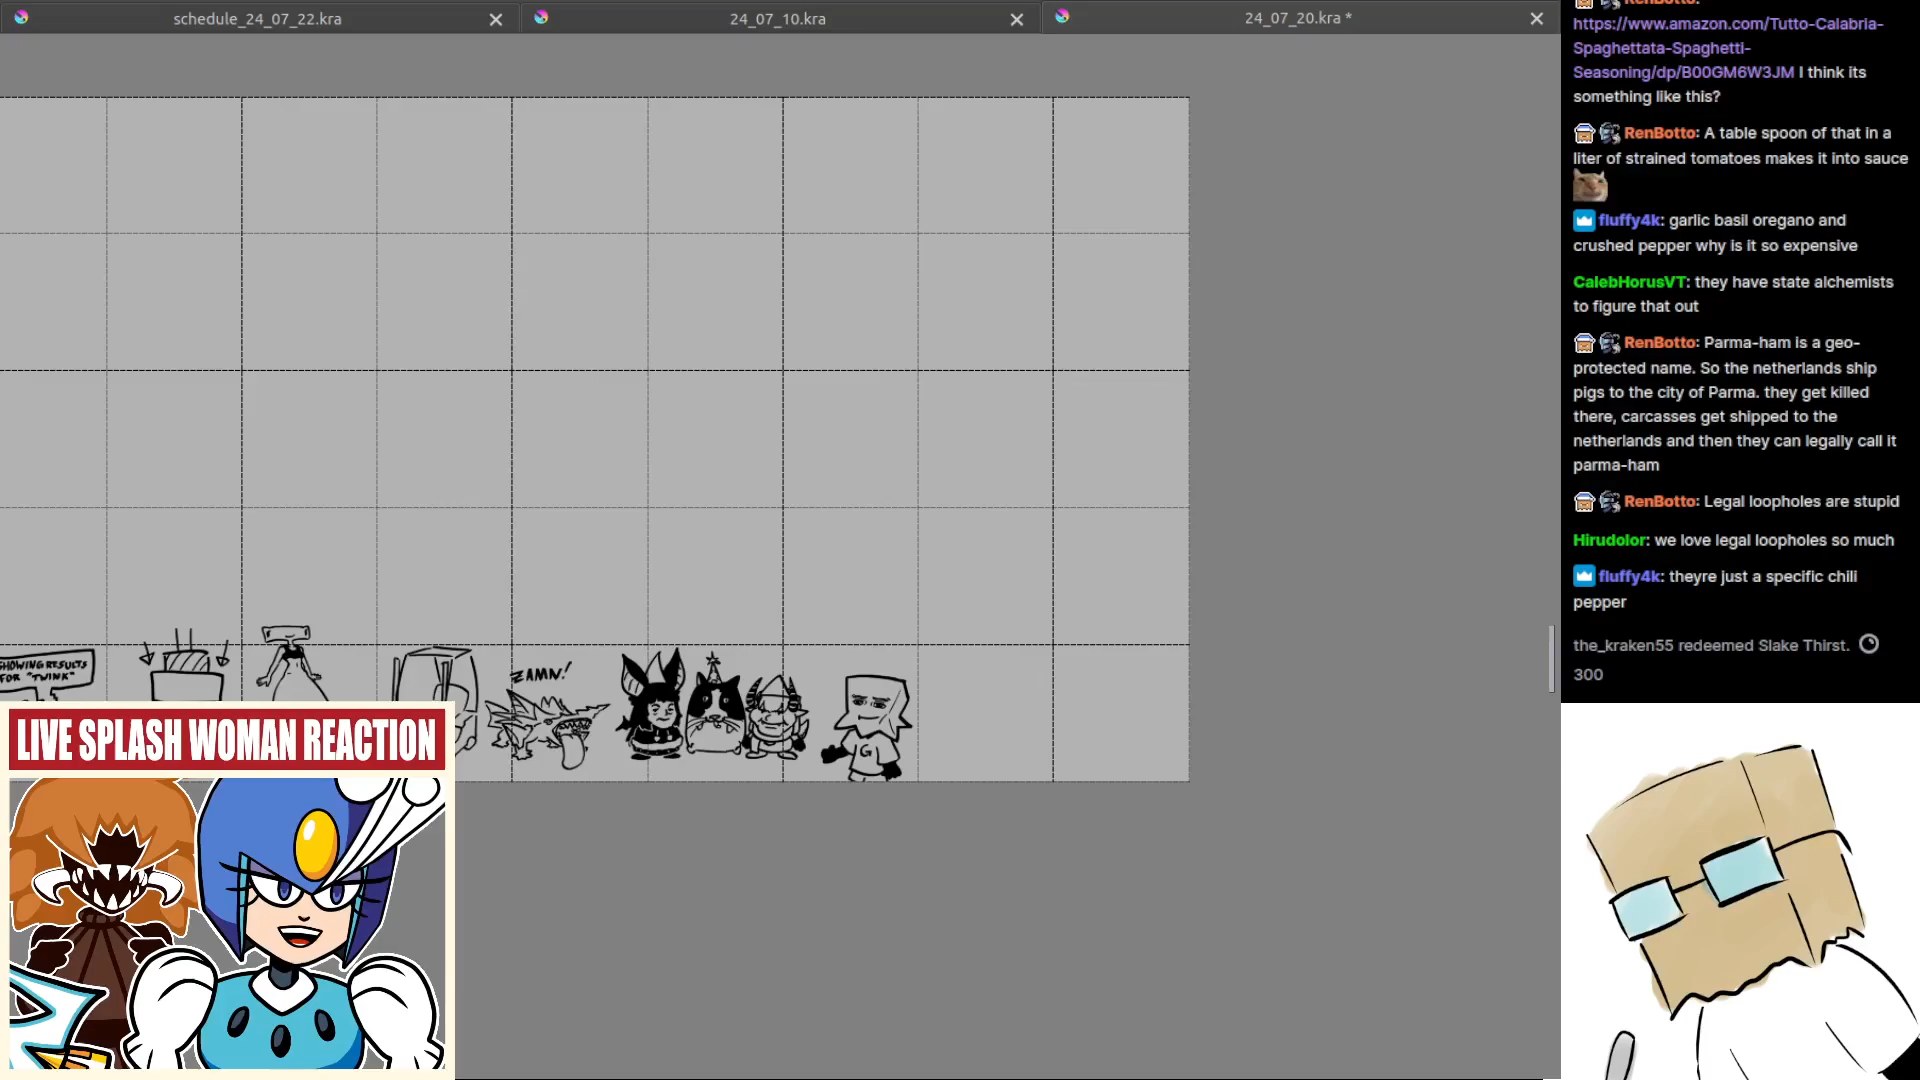 schedule_24_07_22.kra
24_07_10.kra
24_07_20.kra *
RenBotto:
https://www.amazon.com/Tutto-Calabria-
Spaghettata-Spaghetti-
Seasoning/dp/B00GM6W3JM I think its
something like this?
RenBotto: A table spoon of that in a
liter of strained tomatoes makes it into sauce
fluffy4k: garlic basil oregano and
crushed pepper why is it so expensive
CalebHorusVT: they have state alchemists
to figure that out
RenBotto: Parma-ham is a geo-
protected name. So the netherlands ship
pigs to the city of Parma. they get killed
there, carcasses get shipped to the
netherlands and then they can legally call it
parma-ham
RenBotto: Legal loopholes are stupid
Hirudolor: we love legal loopholes so much
fluffy4k: theyre just a specific chili
pepper
the_kraken55 redeemed Slake Thirst.
300
SHOWING RESULTS
FOR "TWINK"
ZAMN!
G
LIVE SPLASH WOMAN REACTION